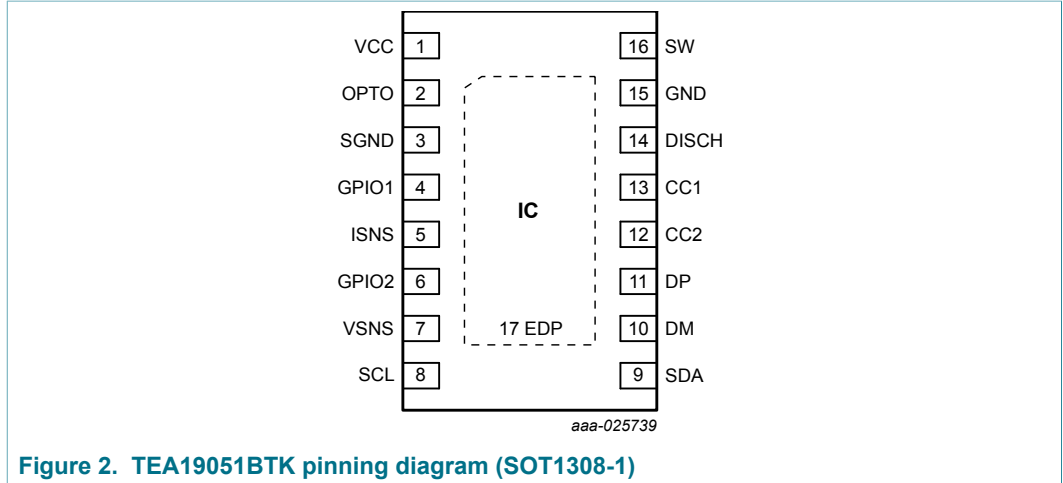 VCC 1 16 SW
OPTO 2 15 GND
SGND 3 14 DISCH
GPIO1 4 13 CC1
IC
ISNS 5 12 CC2
GPIO2 6 11 DP
VSNS 7 17 EDP 10 DM
SCL 8 9 SDA
aaa-025739
Figure 2. TEA19051BTK pinning diagram (SOT1308-1)